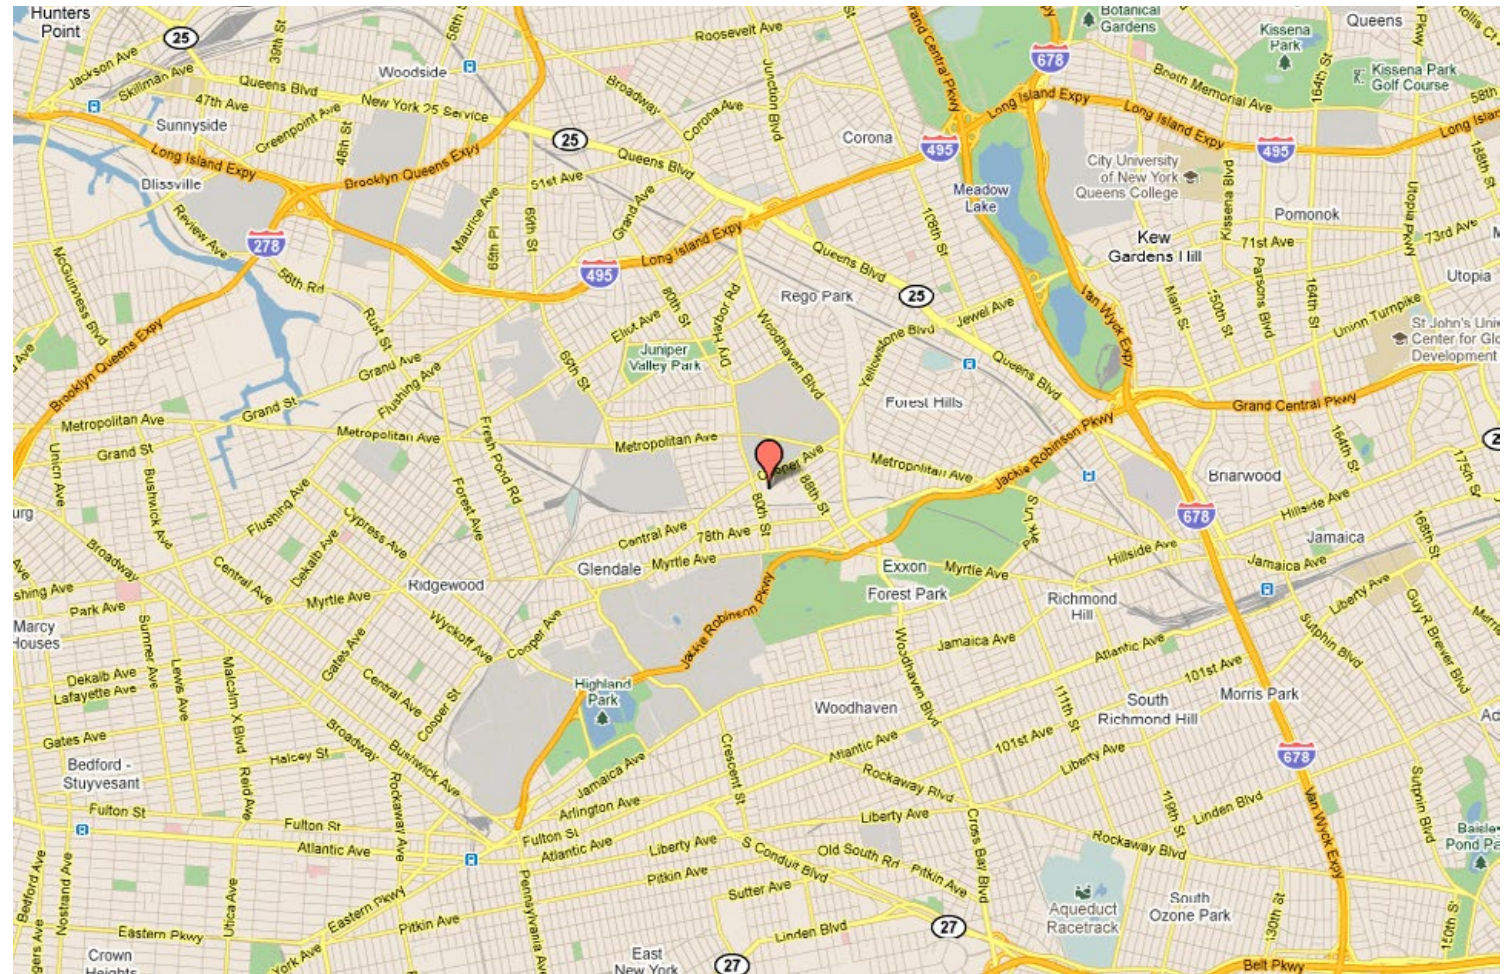 Hunters
Point
25
39th St
58th
Roosevelt Ave
Grand Central Pkwy
Botanical
Gardens
Kissena
Park
Queens
Jackson Ave
Skillman Ave
Woodside
678
164th St
Kissena Park
Golf Course
Queens Blvd
47th Ave
New York 25 Service
Broadway
Junction Blvd
Booth Memorial Ave
58th
Sunnyside
Greenpoint Ave
48th St
Corona Ave
Corona
Long Island Expy
Long Island Expy
495
495
Long Island Expy
Brooklyn Queens Expy
25
Queens Blvd
188th St
Blissville
51st Ave
Meadow
Lake
City University
of New York
Queens College
Kissena Blvd
Utopia Pkwy
Review Ave
Maurice Ave
65th Pl
69th St
Grand Ave
108th St
Pomonok
278
Long Island Expy
495
Queens Blvd
Kew
Gardens Hill
71st Ave
73rd Ave
McGuinness Blvd
56th Rd
80th St
Dry Harbor Rd
Rego Park
25
Van Wyck Expy
Main St
150th St
Parsons Blvd
164th St
Utopia
Rust St
Eliot Ave
Woodhaven Blvd
Yellowstone Blvd
Jewel Ave
Union Turnpike
St John's Univ
Center for Glo
Development
Brooklyn Queens Expy
Grand Ave
69th St
Juniper
Valley Park
Queens Blvd
Flushing Ave
Grand St
Forest Hills
Grand Central Pkwy
Metropolitan Ave
Metropolitan Ave
Metropolitan Ave
Jackie Robinson Pkwy
164th St
Grand St
Union Ave
Bushwick Ave
Fresh Pond Rd
Cooper Ave
Metropolitan Ave
Briarwood
175th St
Flushing Ave
Forest Ave
80th St
88th St
Park Ln S
678
Hillside Ave
168th St
Cypress Ave
Dekalb Ave
Central Ave
78th Ave
Jamaica
Broadway
Central Ave
Glendale
Myrtle Ave
Exxon
Myrtle Ave
Hillside Ave
Jamaica Ave
Ridgewood
Forest Park
Richmond
Hill
Liberty Ave
Park Ave
Myrtle Ave
Wyckoff Ave
Cooper Ave
Jackie Robinson Pkwy
Guy R Brewer Blvd
Marcy
Houses
Sumner Ave
Gates Ave
Woodhaven Blvd
Jamaica Ave
Atlantic Ave
Sutphin Blvd
Dekalb Ave
Lafayette Ave
Lewis Ave
Malcolm X Blvd
Central Ave
Cooper St
Highland
Park
101st Ave
Morris Park
Woodhaven
111th St
South
Richmond Hill
Gates Ave
Broadway
Bushwick Ave
Halsey St
Crescent St
Atlantic Ave
101st Ave
Liberty Ave
678
Bedford -
Stuyvesant
Reid Ave
Rockaway Ave
Jamaica Ave
Rockaway Blvd
119th St
Linden Blvd
Van Wyck Expy
Sutphin Blvd
Fulton St
Fulton St
Arlington Ave
Liberty Ave
Cross Bay Blvd
Atlantic Ave
Fulton St
Atlantic Ave
Liberty Ave
S Conduit Blvd
Old South Rd
Pitkin Ave
Rockaway Blvd
Baisley
Pond Pa
Bedford Ave
Nostrand Ave
Utica Ave
Eastern Pkwy
Pennsylvania Ave
Pitkin Ave
Sutter Ave
Aqueduct
Racetrack
South
Ozone Park
130th St
150th St
Eastern Pkwy
Pitkin Ave
Linden Blvd
27
Crown
Heights
York Ave
East
New York
27
Belt Pkwy